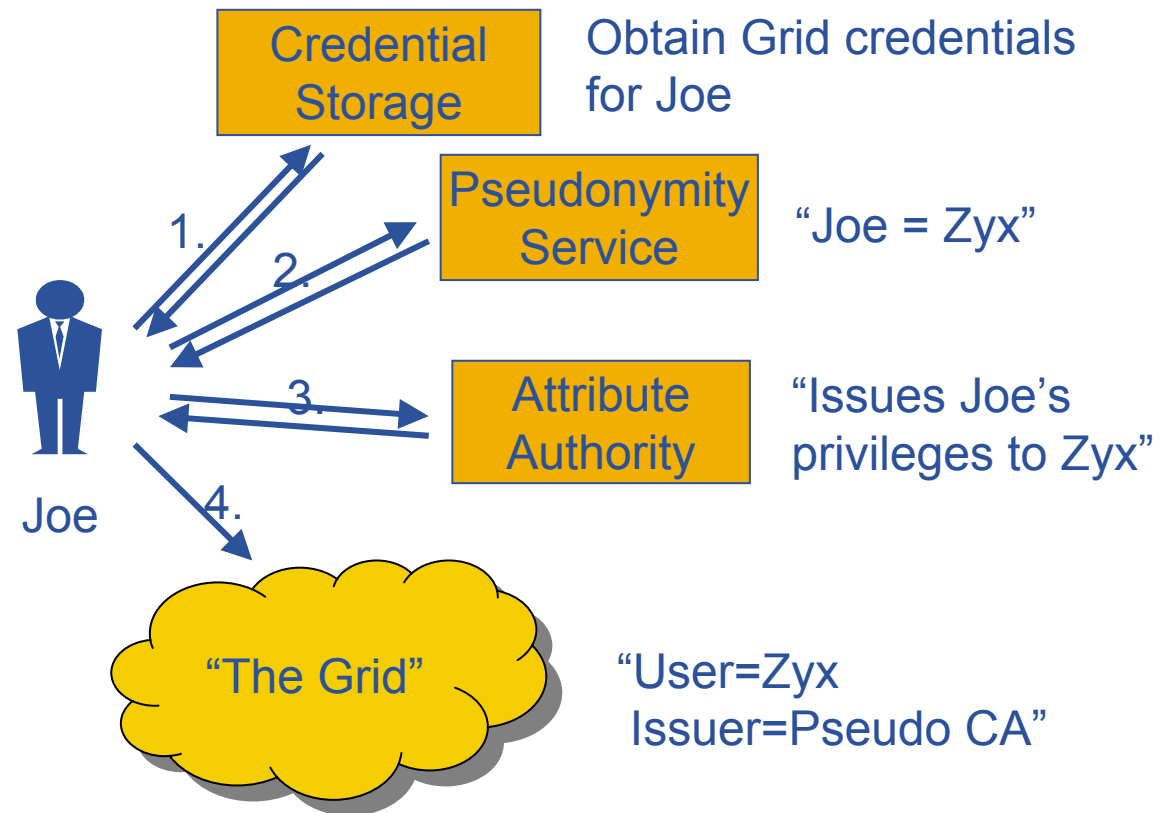 Credential
Storage
Obtain Grid credentials
for Joe
1.
Pseudonymity
Service
“Joe = Zyx”
2.
3.
Attribute
Authority
“Issues Joe’s
privileges to Zyx”
Joe
4.
“The Grid”
“User=Zyx
Issuer=Pseudo CA”